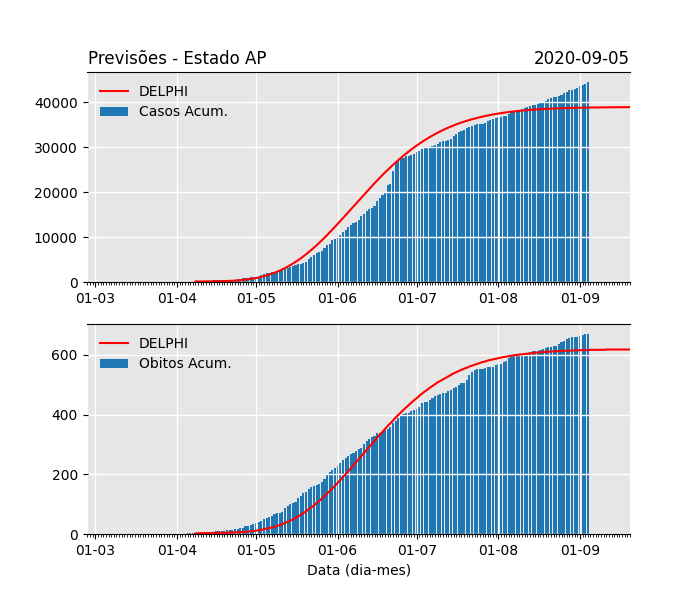 Previsões - Estado AP 2020-09-05
DELPHI
Casos Acum.
40000
30000
20000
10000
0
01-03 01-04 01-05 01-06 01-07 01-08 01-09
DELPHI
Obitos Acum.
600
400
200
0
01-03 01-04 01-05 01-06 01-07 01-08 01-09
Data (dia-mes)